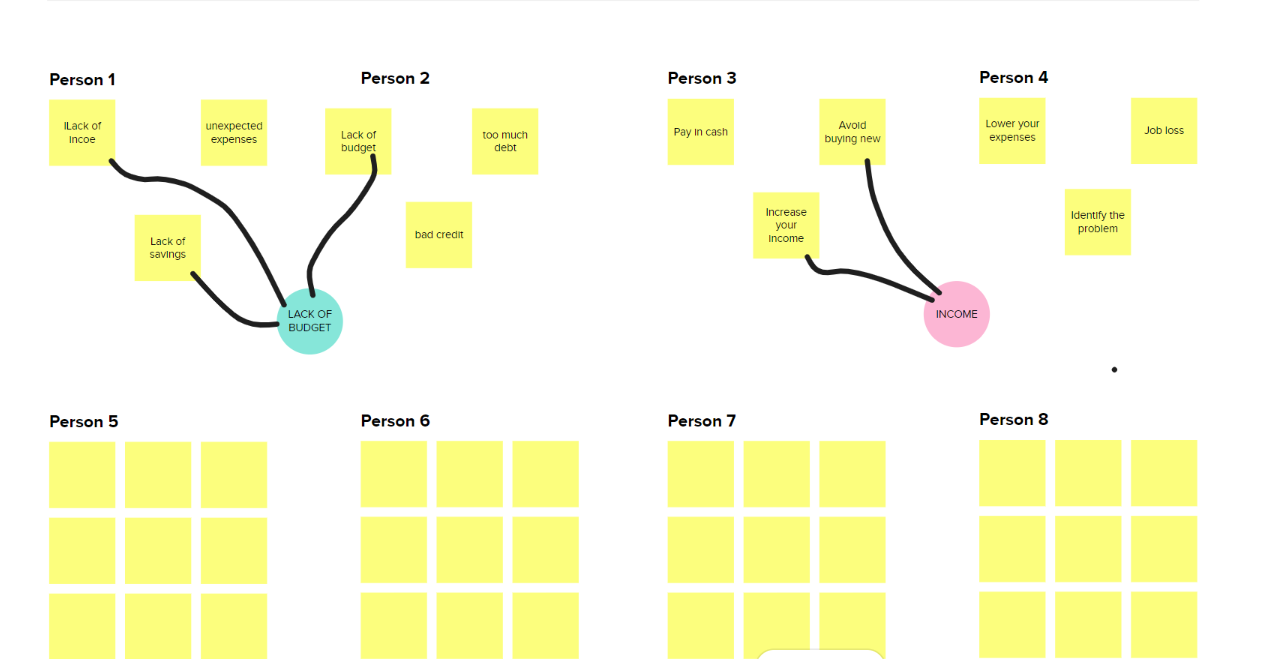 Person 1
Person 2
Person 3
Person 4
lLack of
incoe
unexpected
expenses
Lack of
budget
too much
debt
Pay in cash
Avoid
buying new
Lower your
expenses
Job loss
Lack of
savings
bad credit
Increase
your
income
Identify the
problem
LACK OF
BUDGET
INCOME
Person 5
Person 6
Person 7
Person 8